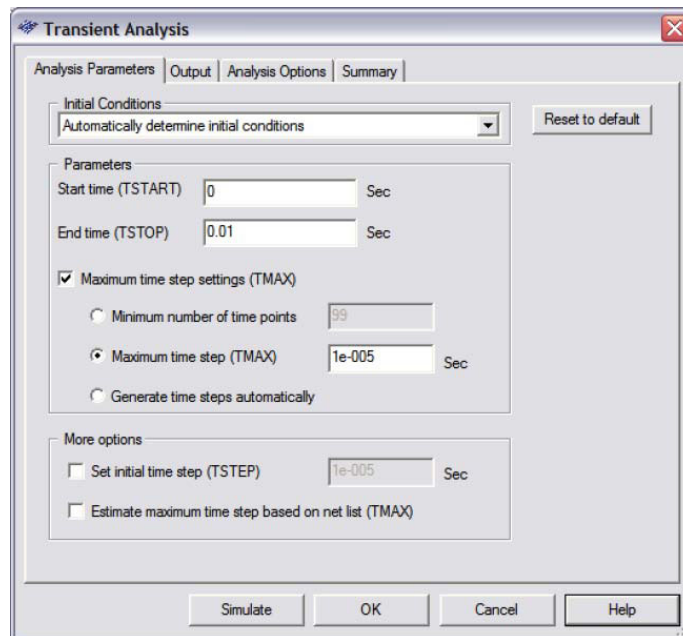 Transient Analysis
Analysis Parameters Output Analysis Options Summary
Initial Conditions
Automatically determine initial conditions
Reset to default
Parameters
Start time (TSTART) 0 Sec
End time (TSTOP) 0.01 Sec
Maximum time step settings (TMAX)
Minimum number of time points 99
Maximum time step (TMAX) 1e-005 Sec
Generate time steps automatically
More options
Set initial time step (TSTEP) 1e-005 Sec
Estimate maximum time step based on net list (TMAX)
Simulate OK Cancel Help